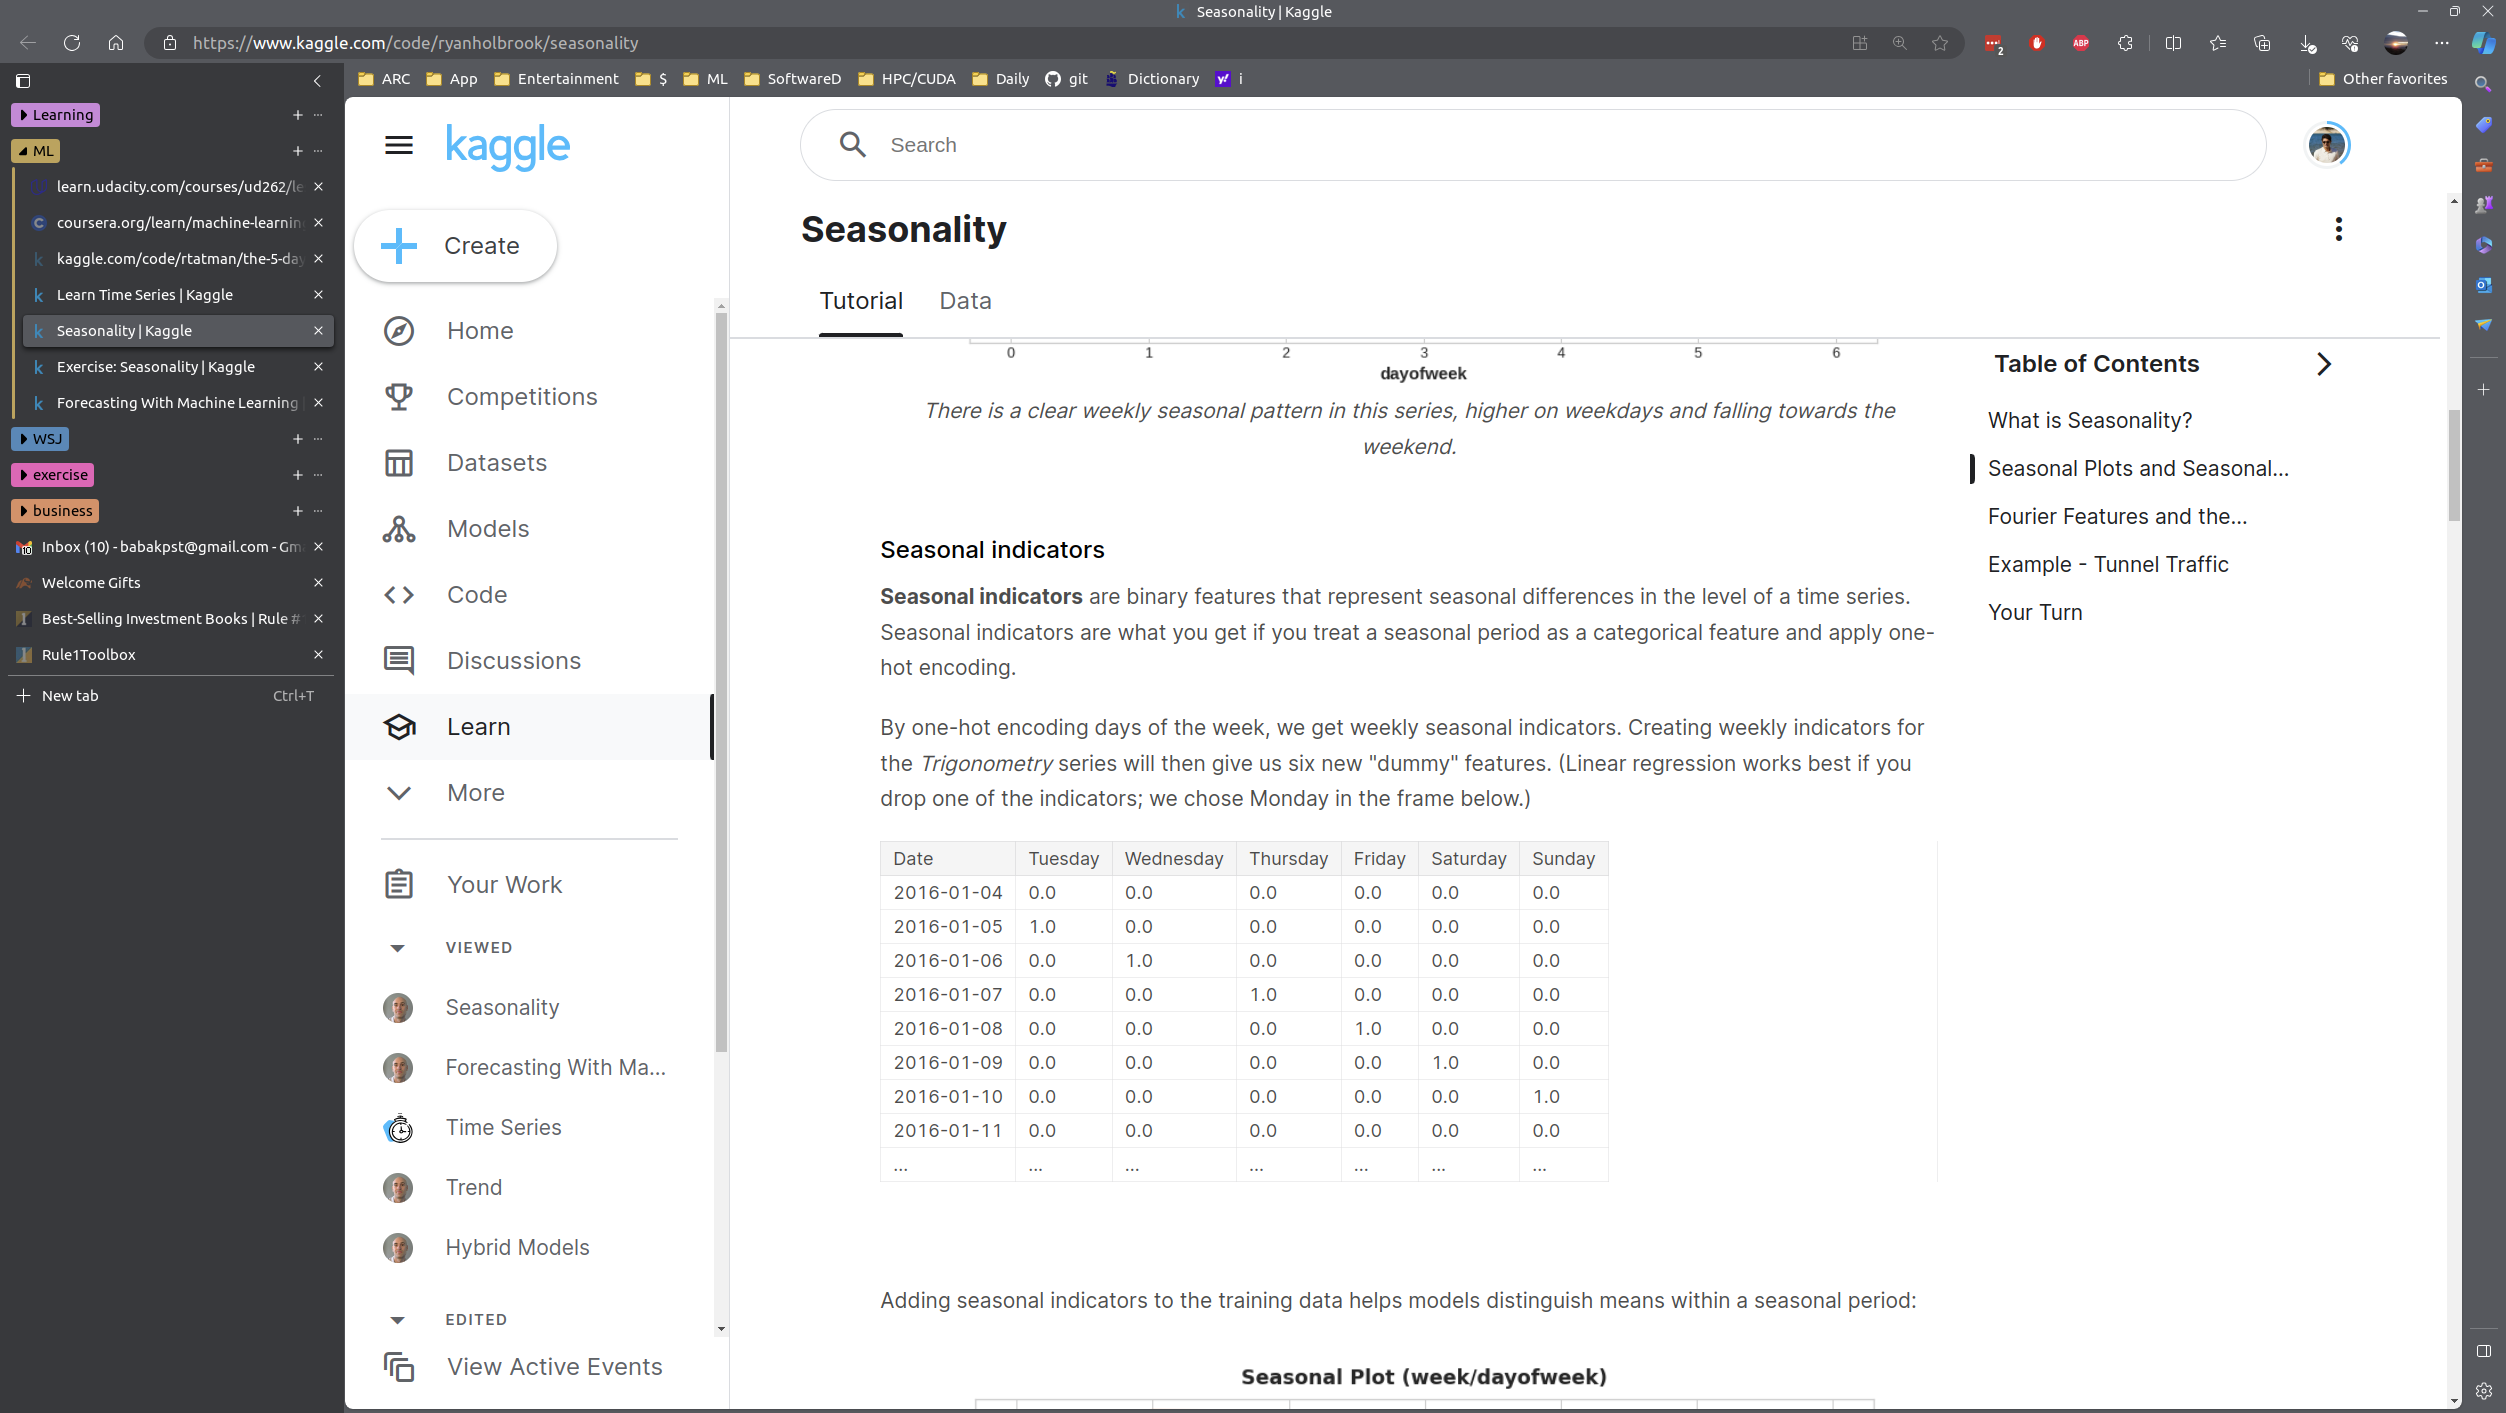 Seasonality | Kaggle
https://www.kaggle.com/code/ryanholbrook/seasonality
2
ABP
ARC
App
Entertainment
$
ML
SoftwareD
HPC/CUDA
Daily
git
Dictionary
i
Other favorites
Learning
ML
learn.udacity.com/courses/ud262/le
coursera.org/learn/machine-learnin
kaggle.com/code/rtatman/the-5-day
Learn Time Series | Kaggle
Seasonality | Kaggle
Exercise: Seasonality | Kaggle
Forecasting With Machine Learning
WSJ
exercise
business
Inbox (10) - babakpst@gmail.com - Gm
Welcome Gifts
Best-Selling Investment Books | Rule #
Rule1Toolbox
New tab
Ctrl+T
kaggle
Create
Home
Competitions
Datasets
Models
Code
Discussions
Learn
More
Your Work
VIEWED
Seasonality
Forecasting With Ma...
Time Series
Trend
Hybrid Models
EDITED
View Active Events
Search
Seasonality
Tutorial Data
0 1 2 3 4 5 6
dayofweek
There is a clear weekly seasonal pattern in this series, higher on weekdays and falling towards the
weekend.
Seasonal indicators
Seasonal indicators are binary features that represent seasonal differences in the level of a time series.
Seasonal indicators are what you get if you treat a seasonal period as a categorical feature and apply one-
hot encoding.
By one-hot encoding days of the week, we get weekly seasonal indicators. Creating weekly indicators for
the Trigonometry series will then give us six new "dummy" features. (Linear regression works best if you
drop one of the indicators; we chose Monday in the frame below.)
Date Tuesday Wednesday Thursday Friday Saturday Sunday
2016-01-04 0.0 0.0 0.0 0.0 0.0 0.0
2016-01-05 1.0 0.0 0.0 0.0 0.0 0.0
2016-01-06 0.0 1.0 0.0 0.0 0.0 0.0
2016-01-07 0.0 0.0 1.0 0.0 0.0 0.0
2016-01-08 0.0 0.0 0.0 1.0 0.0 0.0
2016-01-09 0.0 0.0 0.0 0.0 1.0 0.0
2016-01-10 0.0 0.0 0.0 0.0 0.0 1.0
2016-01-11 0.0 0.0 0.0 0.0 0.0 0.0
... ... ... ... ... ... ...
Adding seasonal indicators to the training data helps models distinguish means within a seasonal period:
Seasonal Plot (week/dayofweek)
Table of Contents
What is Seasonality?
Seasonal Plots and Seasonal...
Fourier Features and the...
Example - Tunnel Traffic
Your Turn